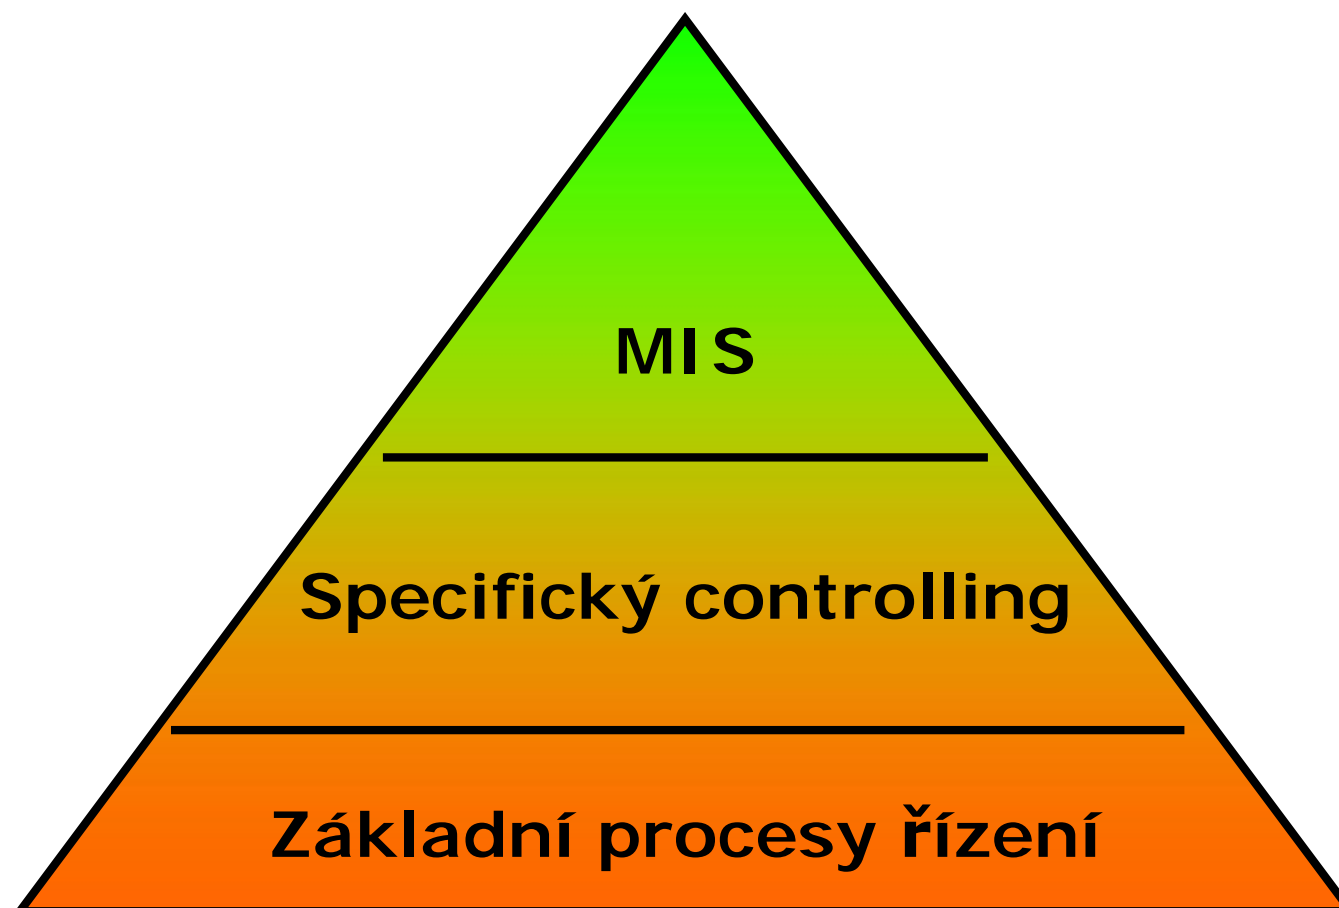 MIS
Specifický controlling
Základní procesy řízení